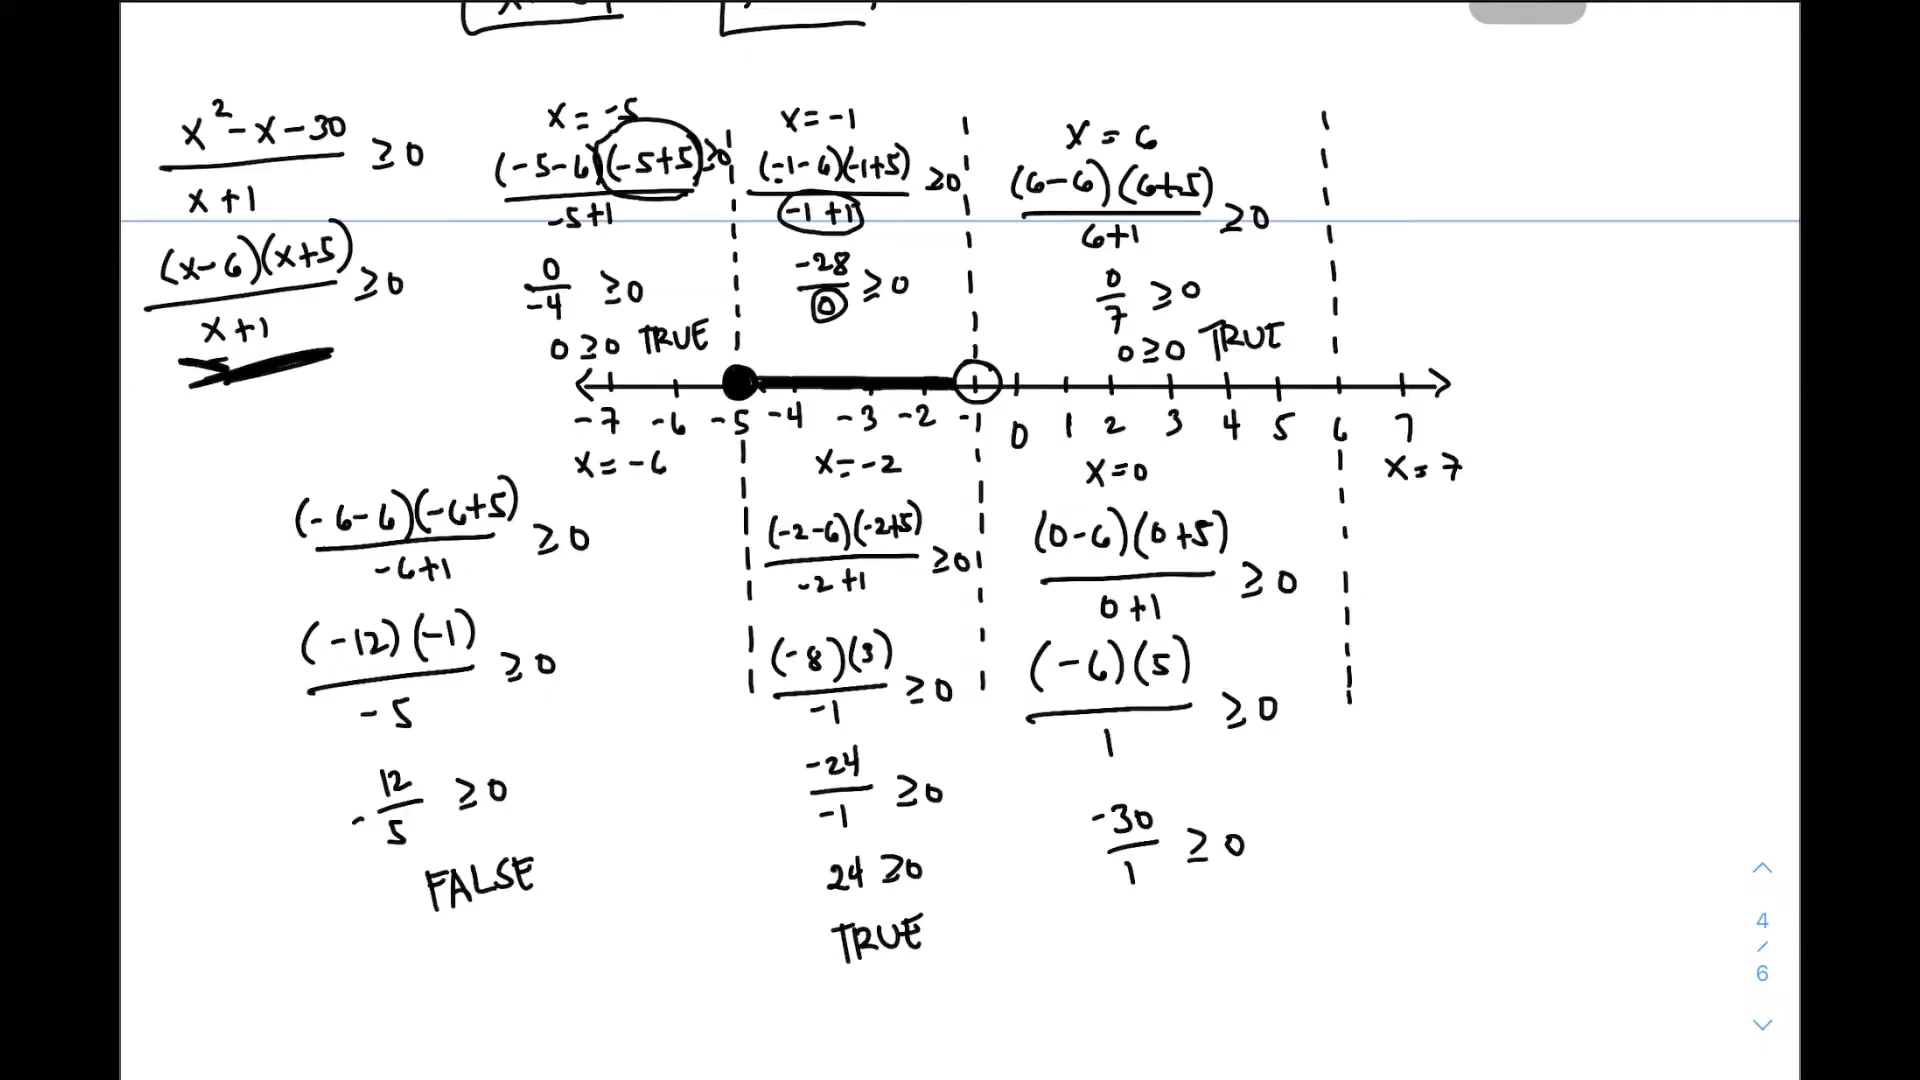 x² - x - 30 / x + 1 ≥ 0
(x - 6)(x + 5) / x + 1 ≥ 0
x = -5
(-5-6)(-5+5) / -5+1 ≥ 0
0 / -4 ≥ 0
0 ≥ 0 TRUE
x = -1
(-1-6)(-1+5) / -1+1 ≥ 0
-28 / 0 ≥ 0
x = 6
(6-6)(6+5) / 6+1 ≥ 0
0 / 7 ≥ 0
0 ≥ 0 TRUE
-7 -6 -5 -4 -3 -2 -1 0 1 2 3 4 5 6 7
x = -6
(-6-6)(-6+5) / -6+1 ≥ 0
(-12)(-1) / -5 ≥ 0
- 12 / 5 ≥ 0
FALSE
x = -2
(-2-6)(-2+5) / -2+1 ≥ 0
(-8)(3) / -1 ≥ 0
-24 / -1 ≥ 0
24 ≥ 0
TRUE
x = 0
(0-6)(0+5) / 0+1 ≥ 0
(-6)(5) / 1 ≥ 0
-30 / 1 ≥ 0
x = 7
4
/
6